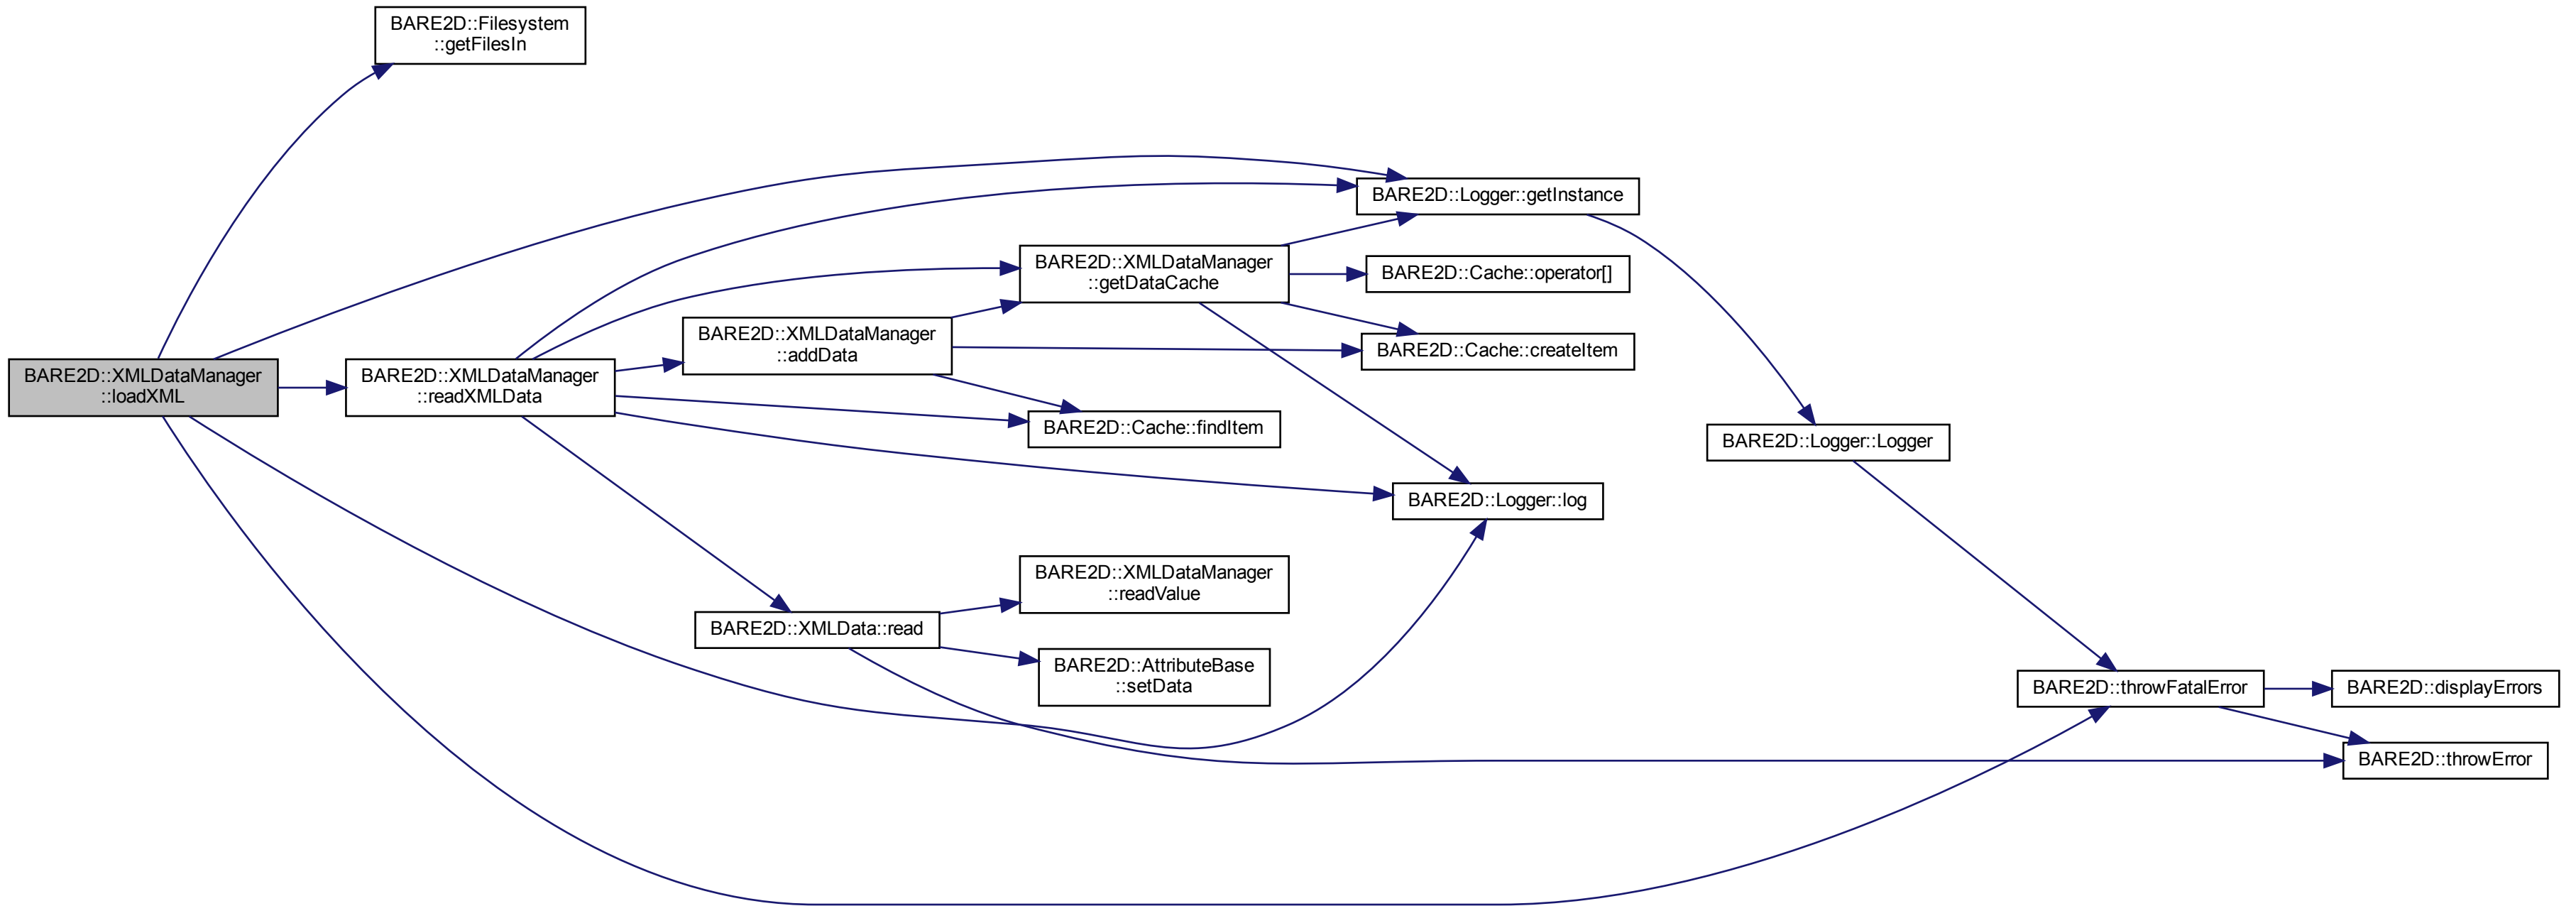 BARE2D::Filesystem
::getFilesIn
BARE2D::Logger::getInstance
BARE2D::XMLDataManager
::getDataCache
BARE2D::Cache::operator[]
BARE2D::XMLDataManager
::addData
BARE2D::Cache::createItem
BARE2D::XMLDataManager
::loadXML
BARE2D::XMLDataManager
::readXMLData
BARE2D::Cache::findItem
BARE2D::Logger::Logger
BARE2D::Logger::log
BARE2D::XMLDataManager
::readValue
BARE2D::XMLData::read
BARE2D::AttributeBase
::setData
BARE2D::throwFatalError
BARE2D::displayErrors
BARE2D::throwError